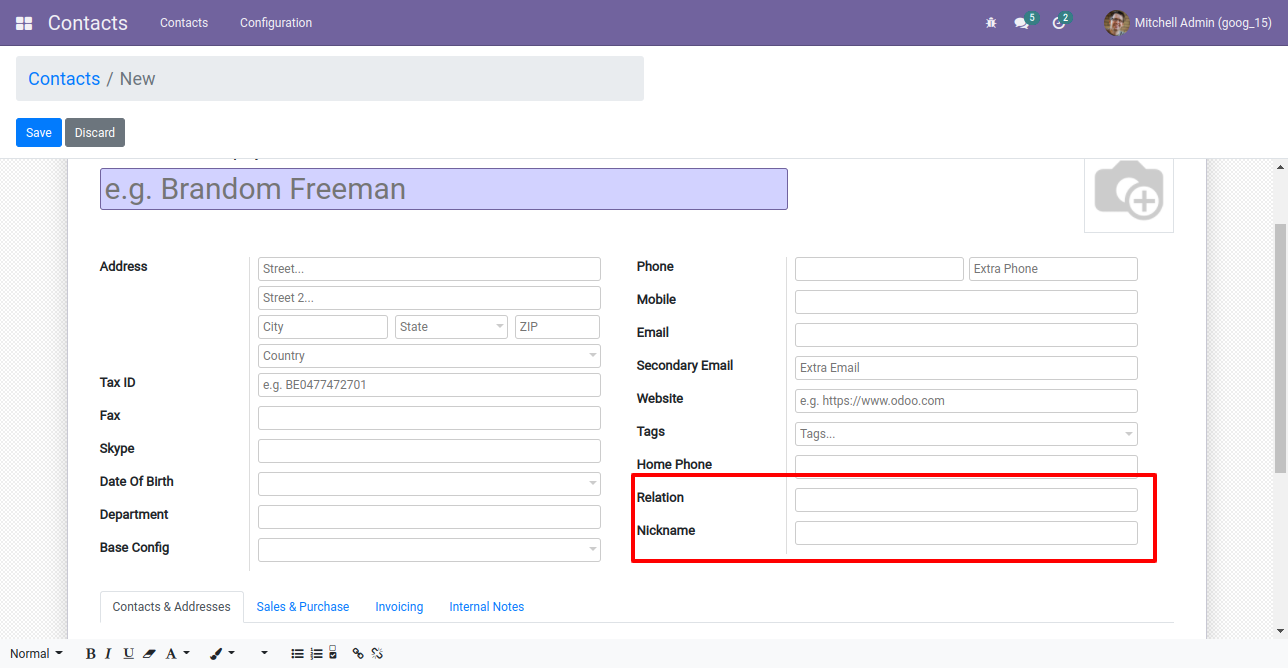 Contacts Contacts Configuration 5 2 Mitchell Admin (goog_15)
Contacts / New
Save Discard
e.g. Brandom Freeman
Address Street...
Street 2...
City State ZIP
Country
Tax ID e.g. BE0477472701
Fax
Skype
Date Of Birth
Department
Base Config
Phone Extra Phone
Mobile
Email
Secondary Email Extra Email
Website e.g. https://www.odoo.com
Tags Tags...
Home Phone
Relation
Nickname
Contacts & Addresses Sales & Purchase Invoicing Internal Notes
Normal B I U A